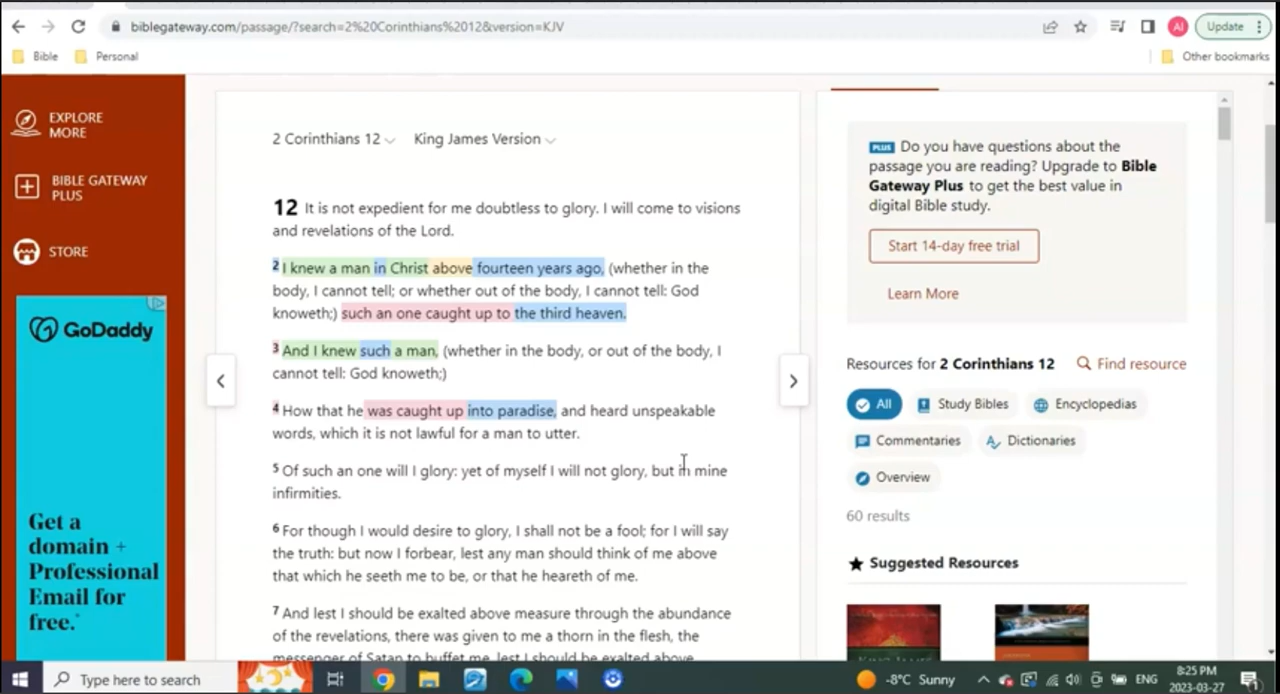 biblegateway.com/passage/?search=2%20Corinthians%2012&version=KJV
AI
Update
Bible
Personal
Other bookmarks
EXPLORE
MORE
BIBLE GATEWAY
PLUS
STORE
GoDaddy
Get a
domain +
Professional
Email for
free.*
2 Corinthians 12
King James Version
12 It is not expedient for me doubtless to glory. I will come to visions
and revelations of the Lord.
2 I knew a man in Christ above fourteen years ago, (whether in the
body, I cannot tell; or whether out of the body, I cannot tell: God
knoweth;) such an one caught up to the third heaven.
3 And I knew such a man, (whether in the body, or out of the body, I
cannot tell: God knoweth;)
4 How that he was caught up into paradise, and heard unspeakable
words, which it is not lawful for a man to utter.
5 Of such an one will I glory: yet of myself I will not glory, but in mine
infirmities.
6 For though I would desire to glory, I shall not be a fool; for I will say
the truth: but now I forbear, lest any man should think of me above
that which he seeth me to be, or that he heareth of me.
7 And lest I should be exalted above measure through the abundance
of the revelations, there was given to me a thorn in the flesh, the
messenger of Satan to buffet me, lest I should be exalted above
PLUS Do you have questions about the
passage you are reading? Upgrade to Bible
Gateway Plus to get the best value in
digital Bible study.
Start 14-day free trial
Learn More
Resources for 2 Corinthians 12
Find resource
All
Study Bibles
Encyclopedias
Commentaries
Dictionaries
Overview
60 results
Suggested Resources
Type here to search
-8°C Sunny
ENG
8:25 PM
2023-03-27
1